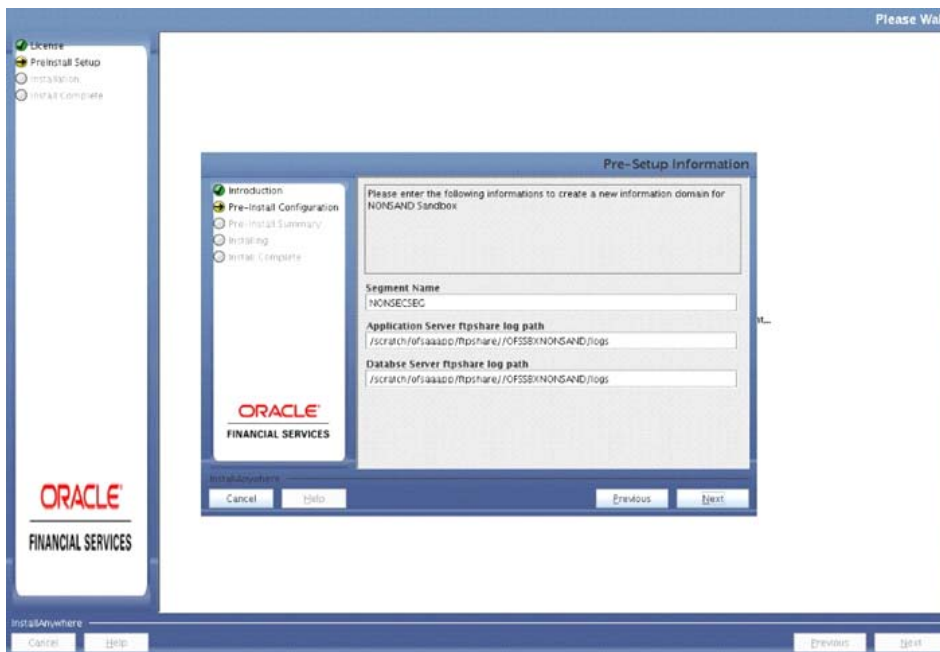 Please Wai
License
Preinstall Setup
Installation
Install Complete
Pre-Setup Information
Introduction
Pre-Install Configuration
Pre-Install Summary
Installing
Install Complete
Please enter the following informations to create a new information domain for
NONSAND Sandbox
Segment Name
NONSECSEG
Application Server ftpshare log path
/scratch/ofsaaapp/ftpshare//OFSSBXNONSAND/logs
Databse Server ftpshare log path
/scratch/ofsaaapp/ftpshare//OFSSBXNONSAND/logs
nt...
ORACLE
FINANCIAL SERVICES
InstallAnywhere
Cancel
Help
Previous
Next
ORACLE
FINANCIAL SERVICES
InstallAnywhere
Cancel
Help
Previous
Next